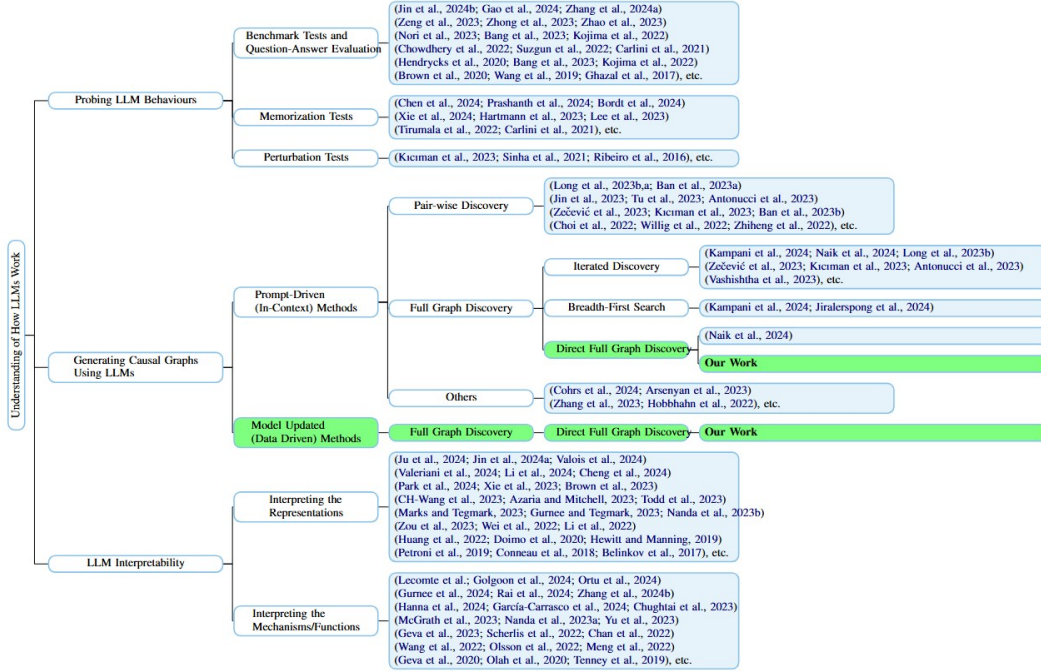 Understanding of How LLMs Work
Probing LLM Behaviours
Benchmark Tests and
Question-Answer Evaluation
(Jin et al., 2024b; Gao et al., 2024; Zhang et al., 2024a)
(Zeng et al., 2023; Zhong et al., 2023; Zhao et al., 2023)
(Nori et al., 2023; Bang et al., 2023; Kojima et al., 2022)
(Chowdhery et al., 2022; Suzgun et al., 2022; Carlini et al., 2021)
(Hendrycks et al., 2020; Bang et al., 2023; Kojima et al., 2022)
(Brown et al., 2020; Wang et al., 2019; Ghazal et al., 2017), etc.
Memorization Tests
(Chen et al., 2024; Prashanth et al., 2024; Bordt et al., 2024)
(Xie et al., 2024; Hartmann et al., 2023; Lee et al., 2023)
(Tirumala et al., 2022; Carlini et al., 2021), etc.
Perturbation Tests
(Kıcıman et al., 2023; Sinha et al., 2021; Ribeiro et al., 2016), etc.
Generating Causal Graphs
Using LLMs
Prompt-Driven
(In-Context) Methods
Pair-wise Discovery
(Long et al., 2023b,a; Ban et al., 2023a)
(Jin et al., 2023; Tu et al., 2023; Antonucci et al., 2023)
(Zečević et al., 2023; Kıcıman et al., 2023; Ban et al., 2023b)
(Choi et al., 2022; Willig et al., 2022; Zhiheng et al., 2022), etc.
Full Graph Discovery
Iterated Discovery
(Kampani et al., 2024; Naik et al., 2024; Long et al., 2023b)
(Zečević et al., 2023; Kıcıman et al., 2023; Antonucci et al., 2023)
(Vashishtha et al., 2023), etc.
Breadth-First Search
(Kampani et al., 2024; Jiralerspong et al., 2024)
Direct Full Graph Discovery
(Naik et al., 2024)
Our Work
Others
(Cohrs et al., 2024; Arsenyan et al., 2023)
(Zhang et al., 2023; Hobbhahn et al., 2022), etc.
Model Updated
(Data Driven) Methods
Full Graph Discovery
Direct Full Graph Discovery
Our Work
LLM Interpretability
Interpreting the
Representations
(Ju et al., 2024; Jin et al., 2024a; Valois et al., 2024)
(Valeriani et al., 2024; Li et al., 2024; Cheng et al., 2024)
(Park et al., 2024; Xie et al., 2023; Brown et al., 2023)
(CH-Wang et al., 2023; Azaria and Mitchell, 2023; Todd et al., 2023)
(Marks and Tegmark, 2023; Gurnee and Tegmark, 2023; Nanda et al., 2023b)
(Zou et al., 2023; Wei et al., 2022; Li et al., 2022)
(Huang et al., 2022; Doimo et al., 2020; Hewitt and Manning, 2019)
(Petroni et al., 2019; Conneau et al., 2018; Belinkov et al., 2017), etc.
Interpreting the
Mechanisms/Functions
(Lecomte et al.; Golgoon et al., 2024; Ortu et al., 2024)
(Gurnee et al., 2024; Rai et al., 2024; Zhang et al., 2024b)
(Hanna et al., 2024; García-Carrasco et al., 2024; Chughtai et al., 2023)
(McGrath et al., 2023; Nanda et al., 2023a; Yu et al., 2023)
(Geva et al., 2023; Scherlis et al., 2022; Chan et al., 2022)
(Wang et al., 2022; Olsson et al., 2022; Meng et al., 2022)
(Geva et al., 2020; Olah et al., 2020; Tenney et al., 2019), etc.